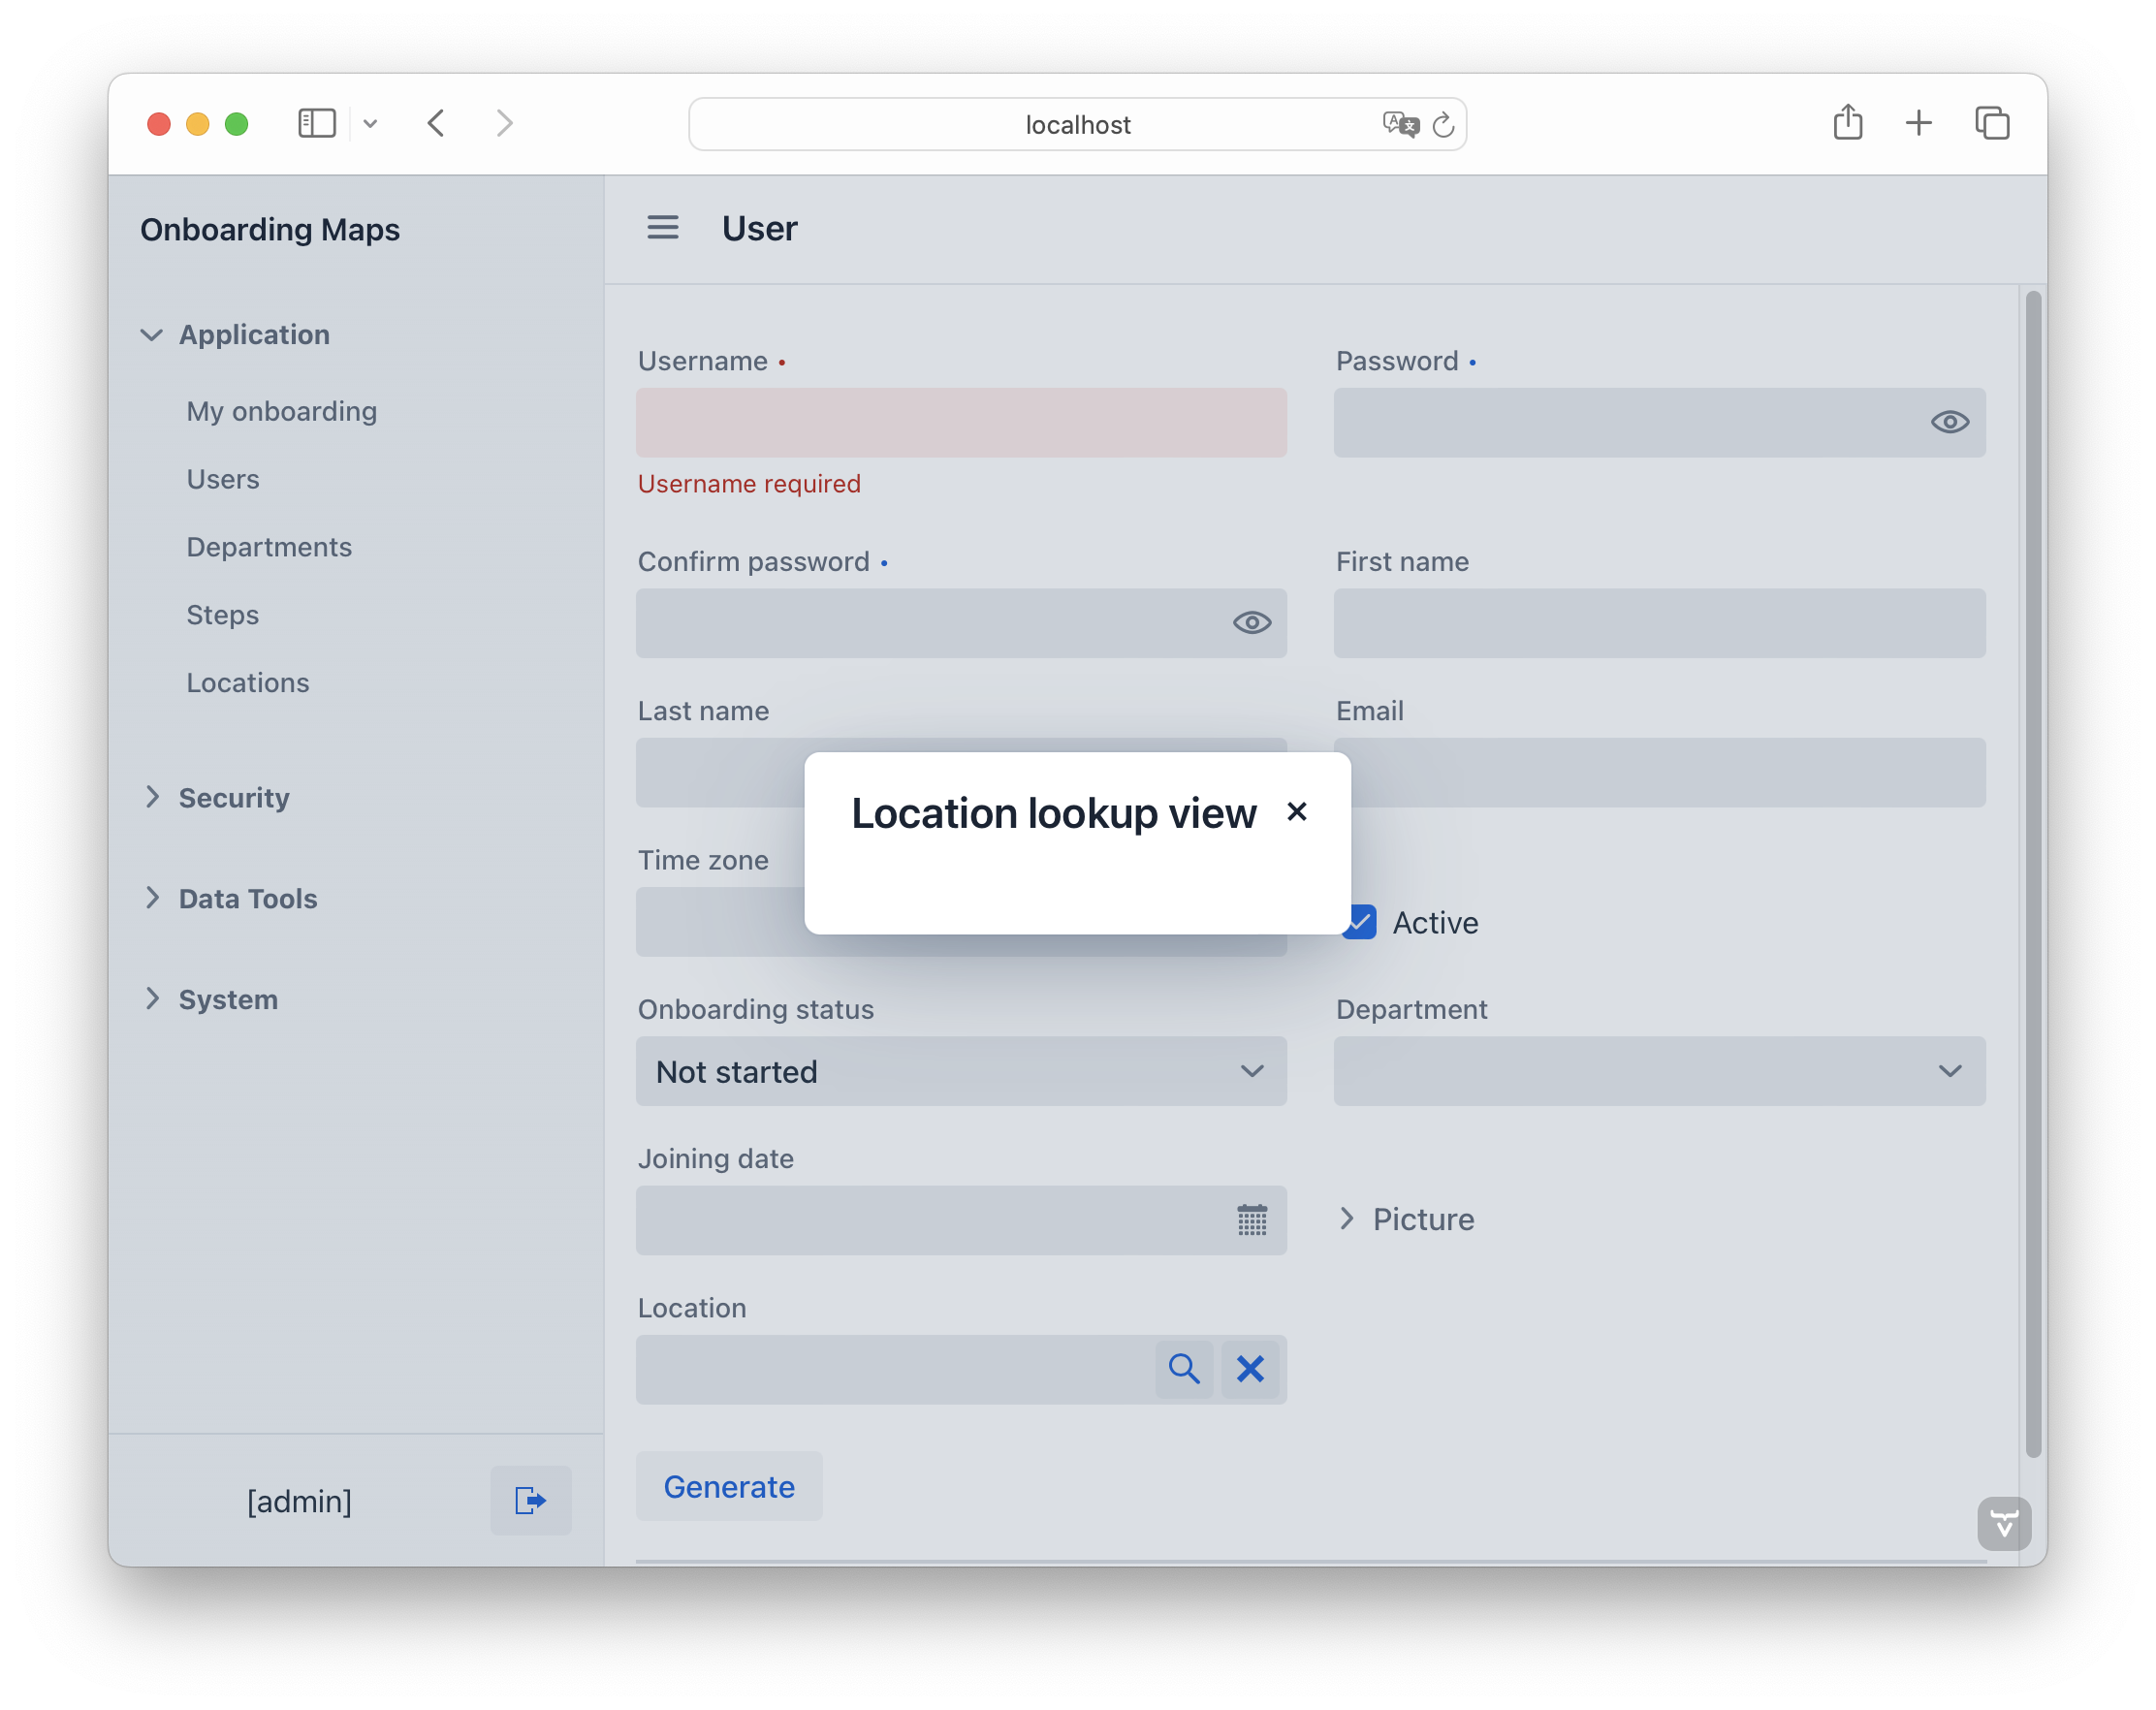 localhost
Onboarding Maps
User
Application
My onboarding
Users
Departments
Steps
Locations
Security
Data Tools
System
[admin]
Username •
Password •
Username required
Confirm password •
First name
Last name
Email
Location lookup view
Time zone
Active
Onboarding status
Department
Not started
Joining date
Picture
Location
Generate